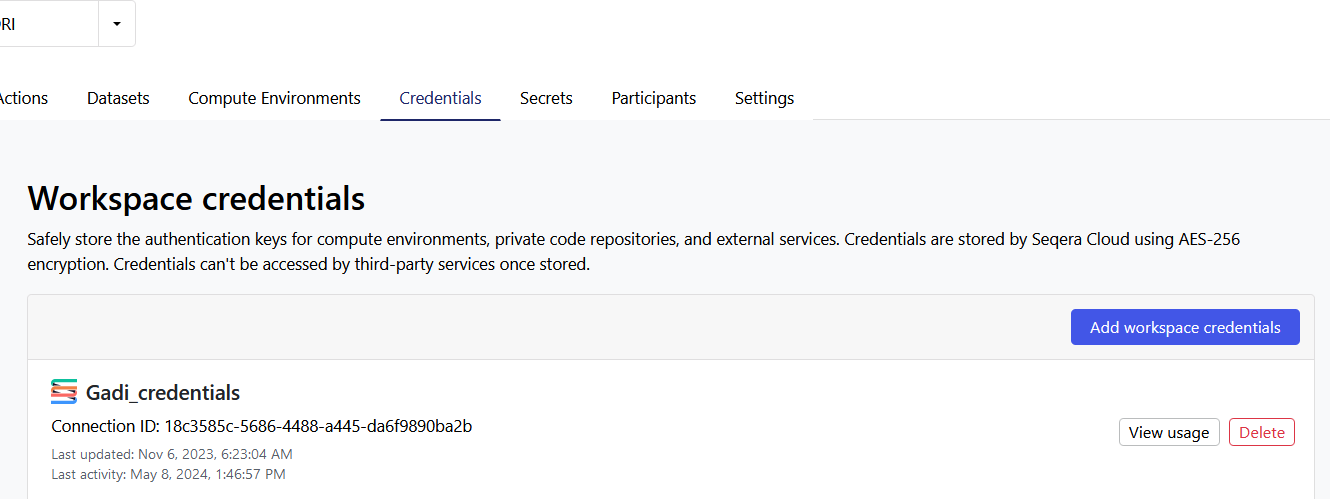 Actions Datasets Compute Environments Credentials Secrets Participants Settings
Workspace credentials
Safely store the authentication keys for compute environments, private code repositories, and external services. Credentials are stored by Seqera Cloud using AES-256
encryption. Credentials can't be accessed by third-party services once stored.
Add workspace credentials
Gadi_credentials
Connection ID: 18c3585c-5686-4488-a445-da6f9890ba2b
View usage Delete
Last updated: Nov 6, 2023, 6:23:04 AM
Last activity: May 8, 2024, 1:46:57 PM